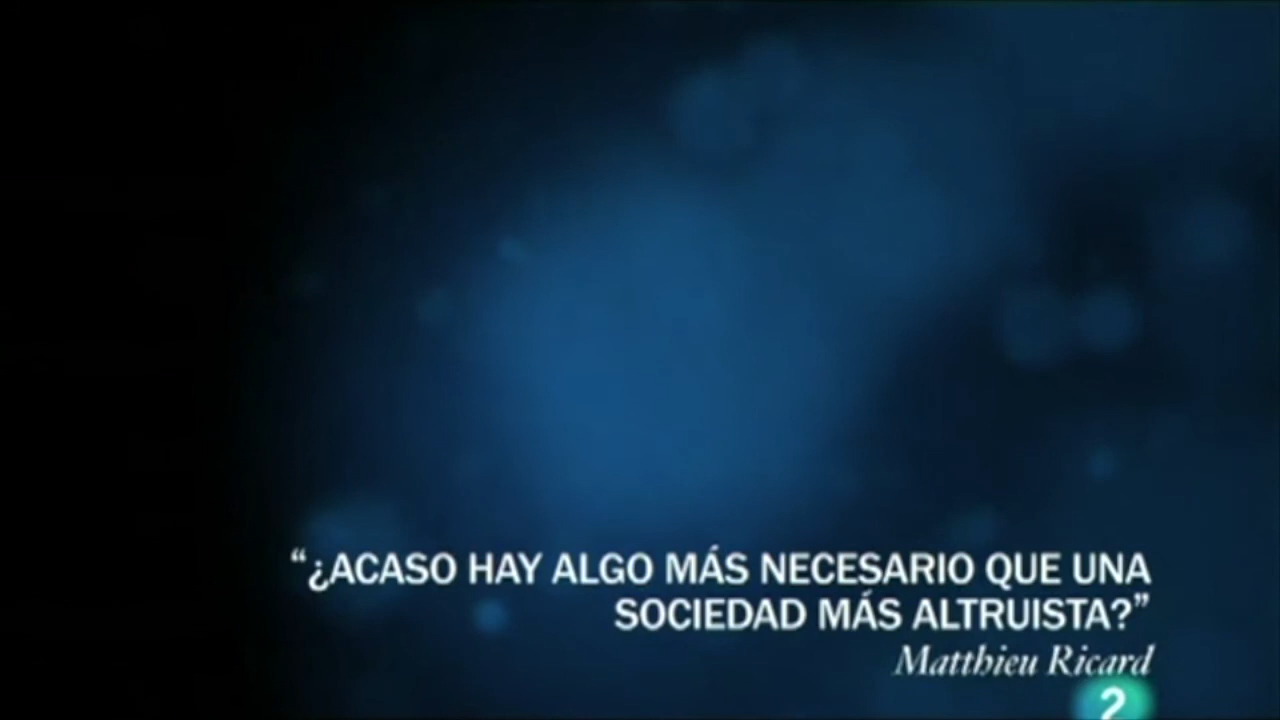 “¿ACASO HAY ALGO MÁS NECESARIO QUE UNA
SOCIEDAD MÁS ALTRUISTA?”
Matthieu Ricard
2